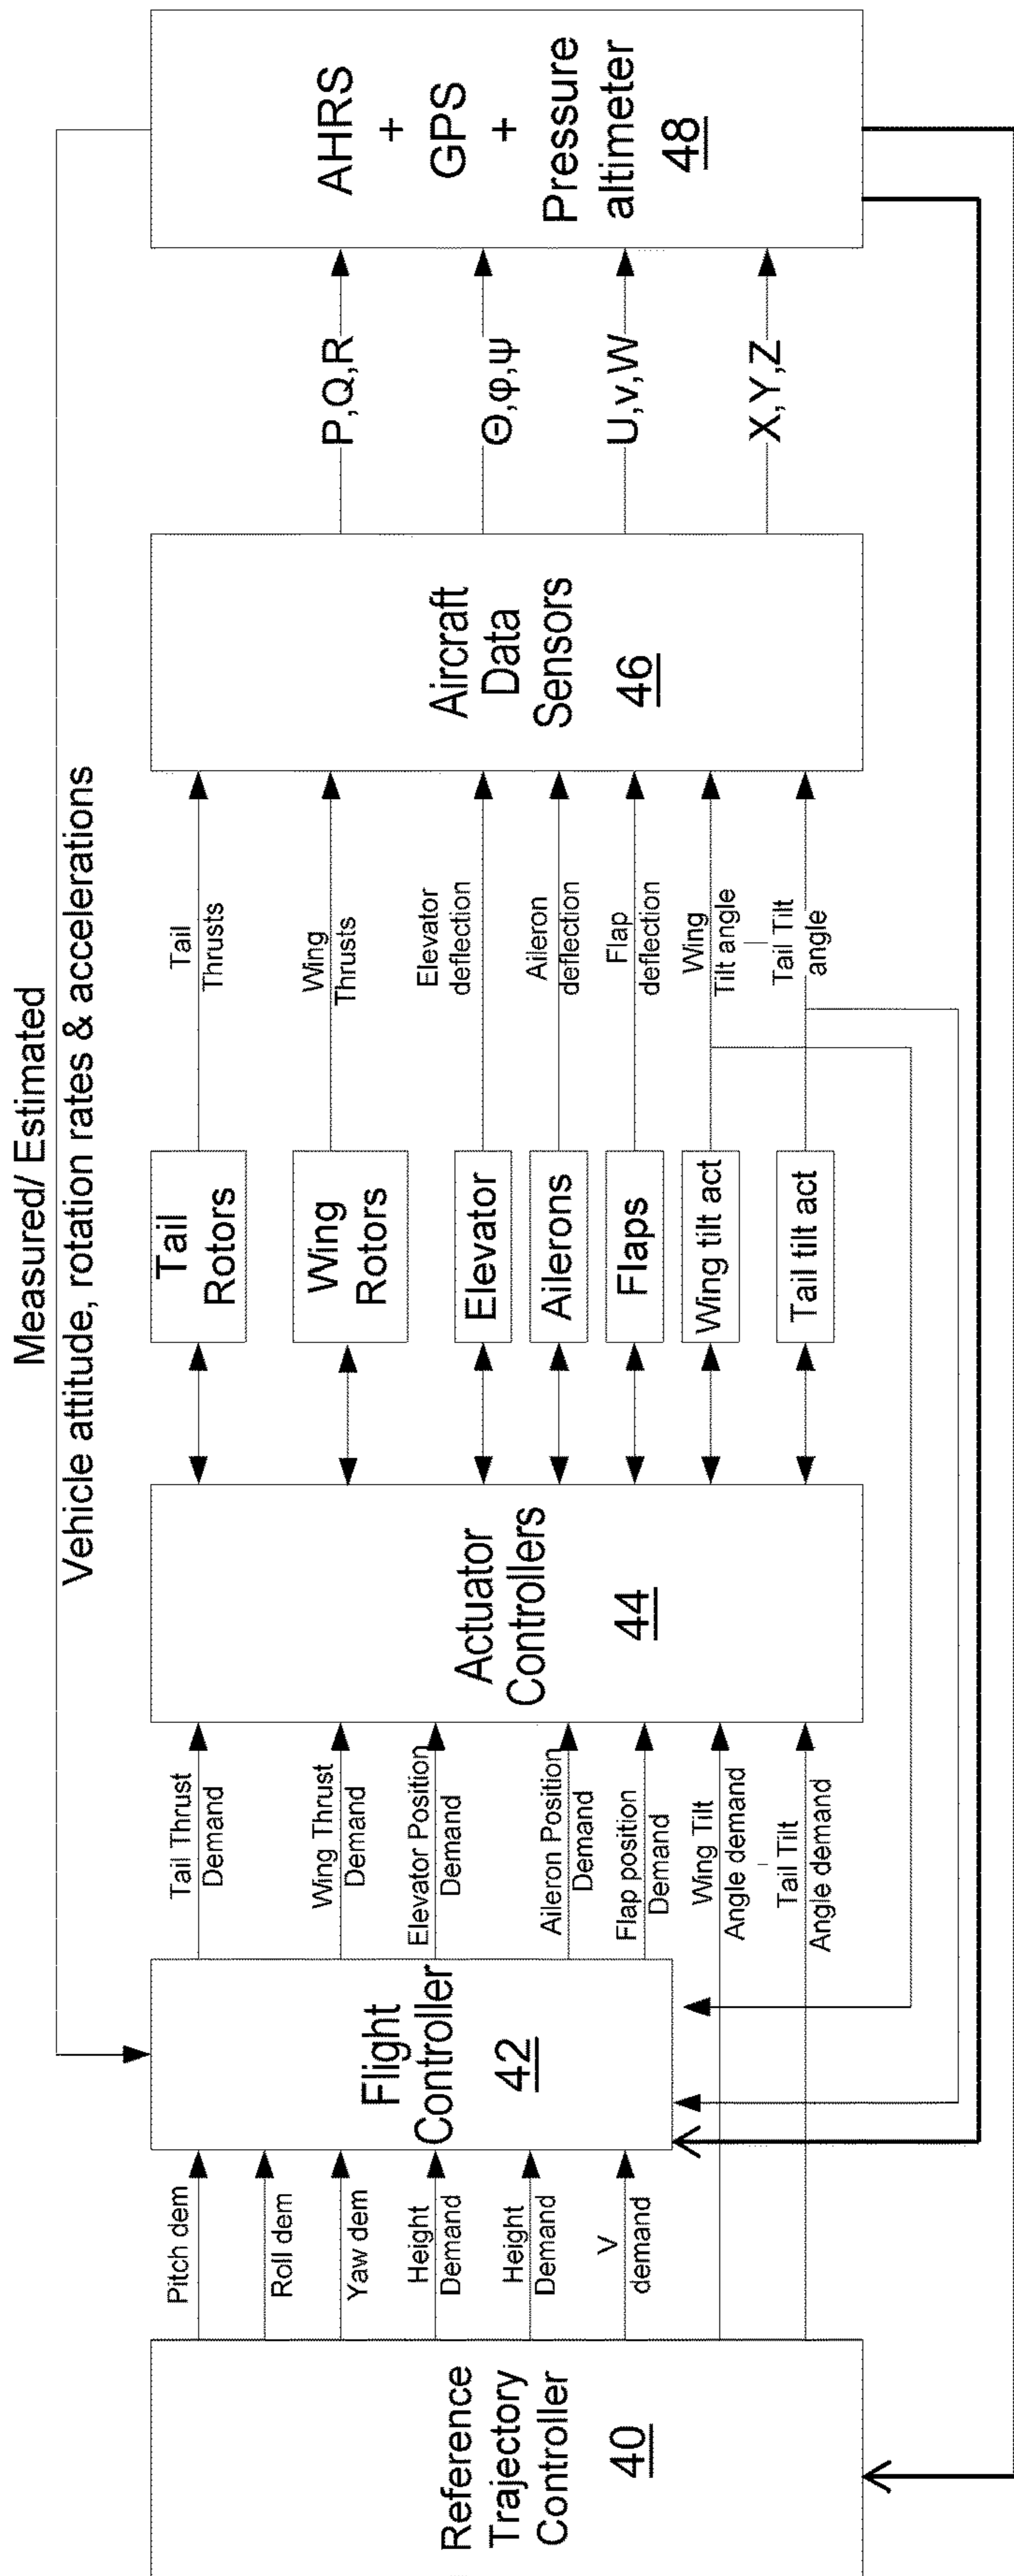 Measured/ Estimated
Vehicle attitude, rotation rates & accelerations
Reference
Trajectory
Controller
40
Pitch dem
Roll dem
Yaw dem
Height
Demand
Height
Demand
V
demand
Flight
Controller
42
Tail Thrust
Demand
Wing Thrust
Demand
Elevator Position
Demand
Aileron Position
Demand
Flap position
Demand
Wing Tilt
Angle demand
Tail Tilt
Angle demand
Actuator
Controllers
44
Tail
Rotors
Wing
Rotors
Elevator
Ailerons
Flaps
Wing tilt act
Tail tilt act
Tail
Thrusts
Wing
Thrusts
Elevator
deflection
Aileron
deflection
Flap
deflection
Wing
Tilt angle
Tail Tilt
angle
Aircraft
Data
Sensors
46
P,Q,R
Θ,φ,Ψ
U,v,W
X,Y,Z
AHRS
+
GPS
+
Pressure
altimeter
48